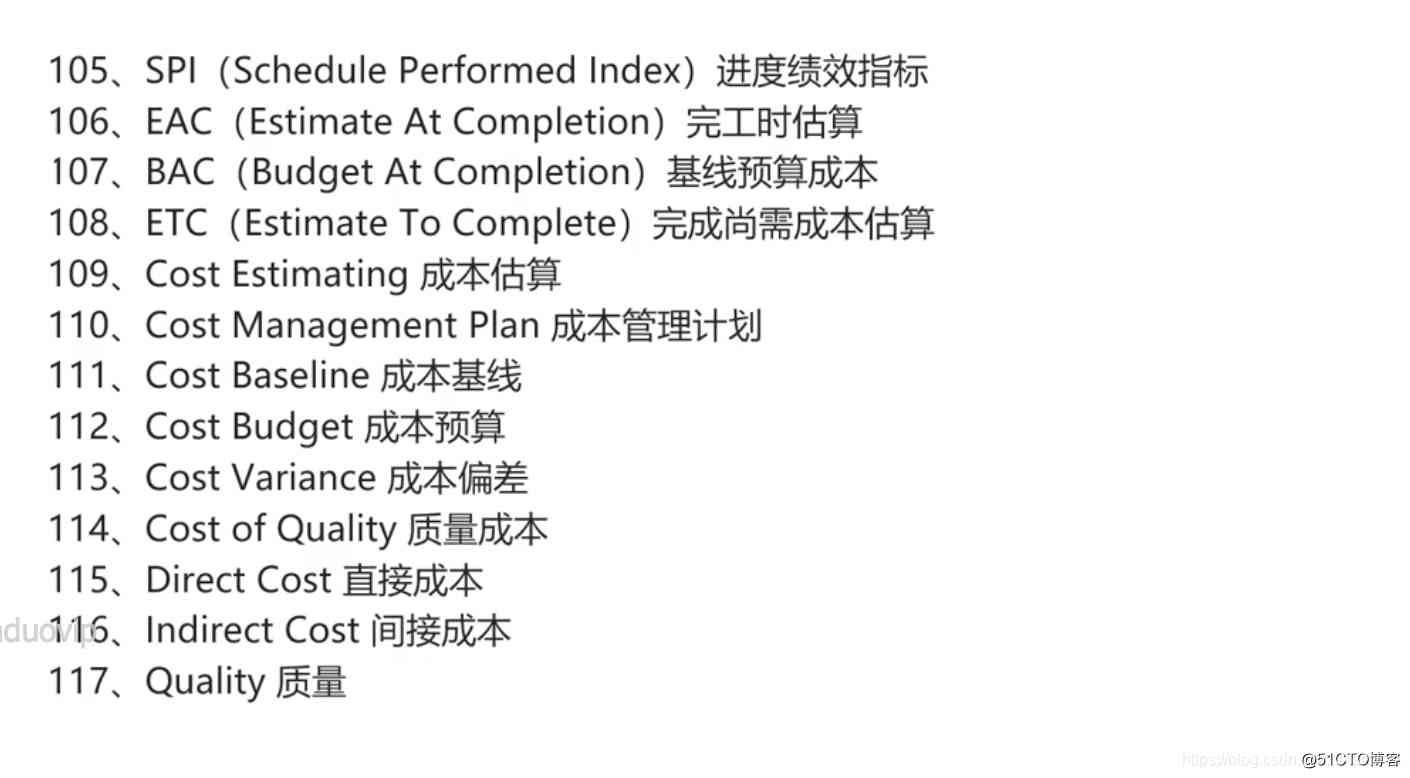 105、SPI（Schedule Performed Index）进度绩效指标
106、EAC（Estimate At Completion）完工时估算
107、BAC（Budget At Completion）基线预算成本
108、ETC（Estimate To Complete）完成尚需成本估算
109、Cost Estimating 成本估算
110、Cost Management Plan 成本管理计划
111、Cost Baseline 成本基线
112、Cost Budget 成本预算
113、Cost Variance 成本偏差
114、Cost of Quality 质量成本
115、Direct Cost 直接成本
116、Indirect Cost 间接成本
117、Quality 质量
https://blog.csdn. @51CTO博客